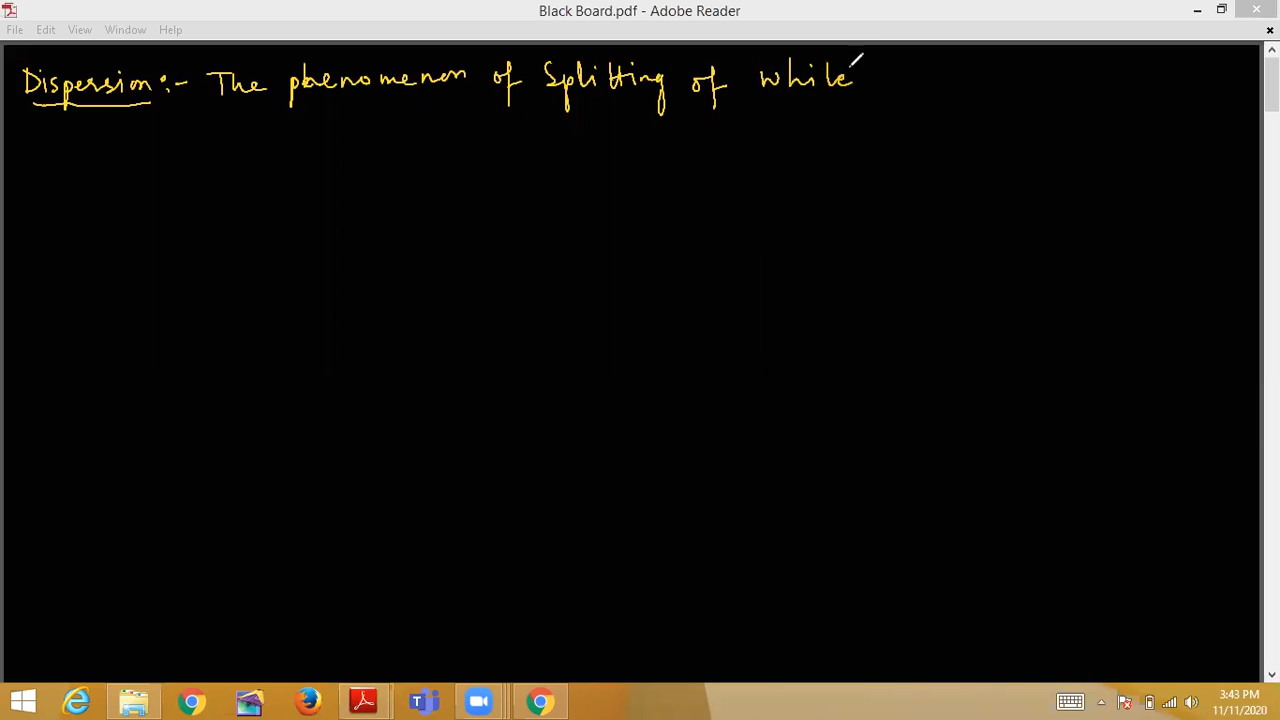 Black Board.pdf - Adobe Reader
File Edit View Window Help
Dispersion:- The phenomenon of Splitting of while
3:43 PM
11/11/2020